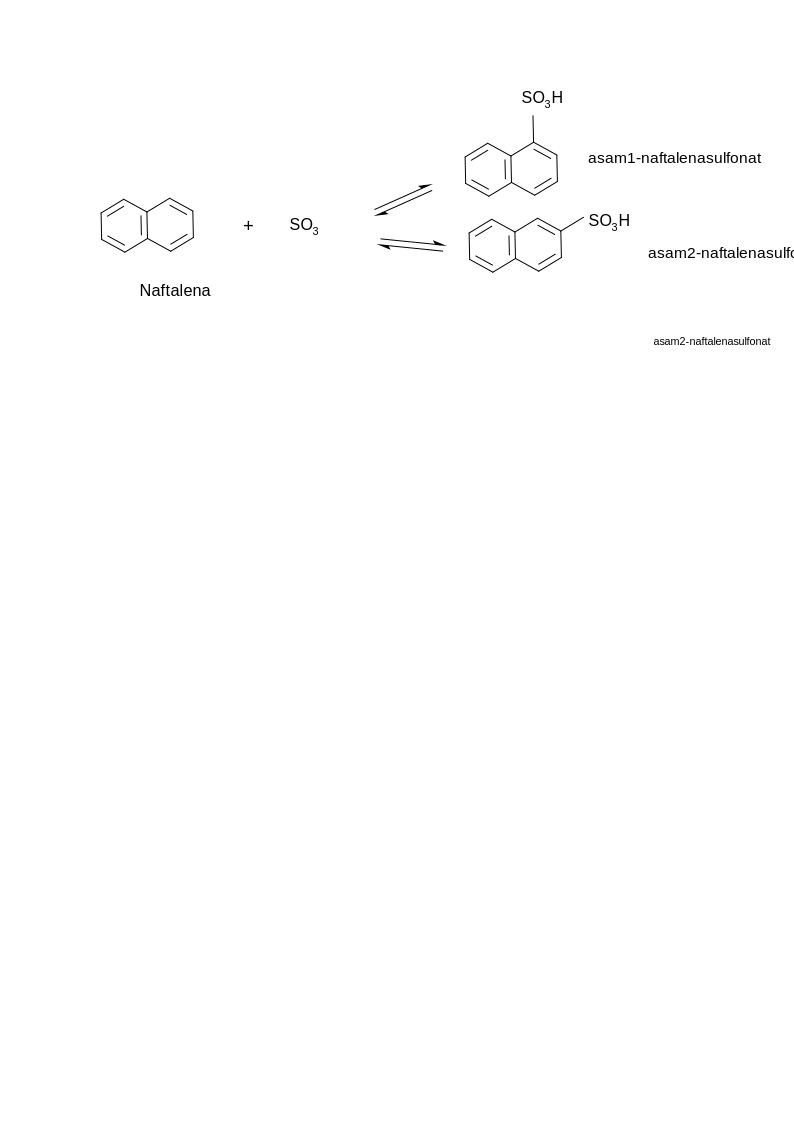 SO3H
asam1-naftalenasulfonat
+ SO3
SO3H
asam2-naftalenasulfo
Naftalena
asam2-naftalenasulfonat